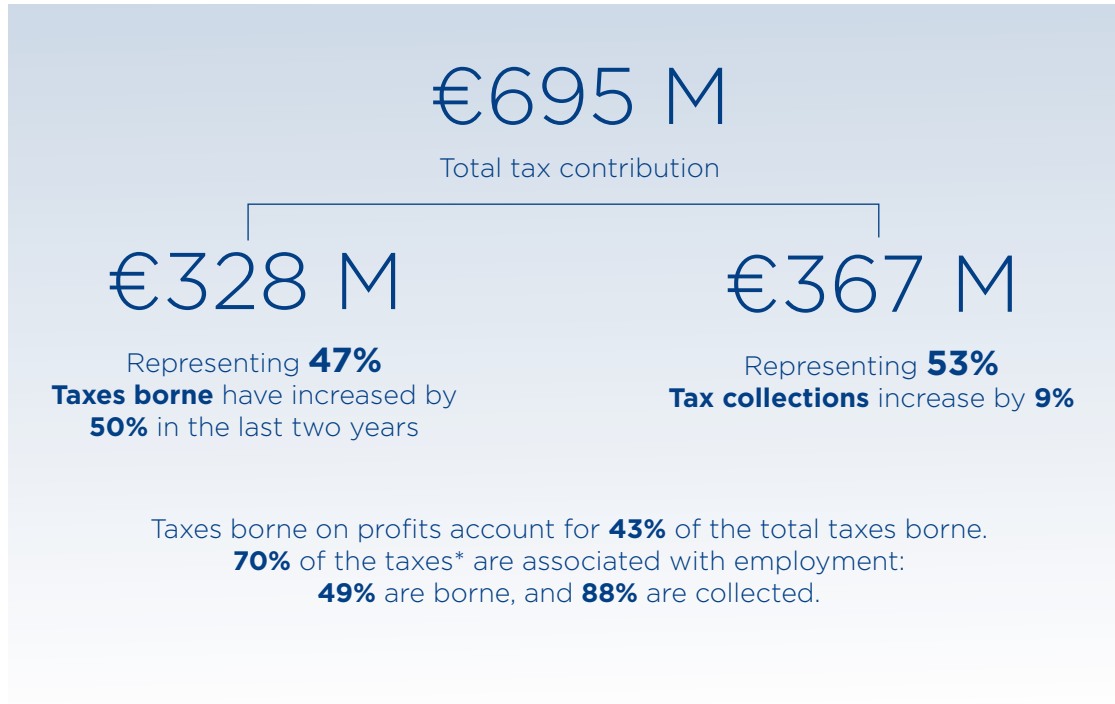 €695 M
Total tax contribution
€328 M
Representing 47%
Taxes borne have increased by
50% in the last two years
€367 M
Representing 53%
Tax collections increase by 9%
Taxes borne on profits account for 43% of the total taxes borne.
70% of the taxes* are associated with employment:
49% are borne, and 88% are collected.